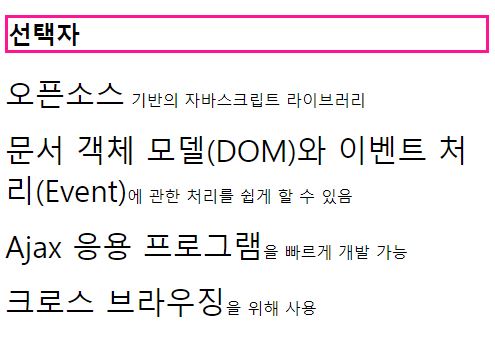 선택자
오픈소스 기반의 자바스크립트 라이브러리
문서 객체 모델(DOM)와 이벤트 처
리(Event)에 관한 처리를 쉽게 할 수 있음
Ajax 응용 프로그램을 빠르게 개발 가능
크로스 브라우징을 위해 사용